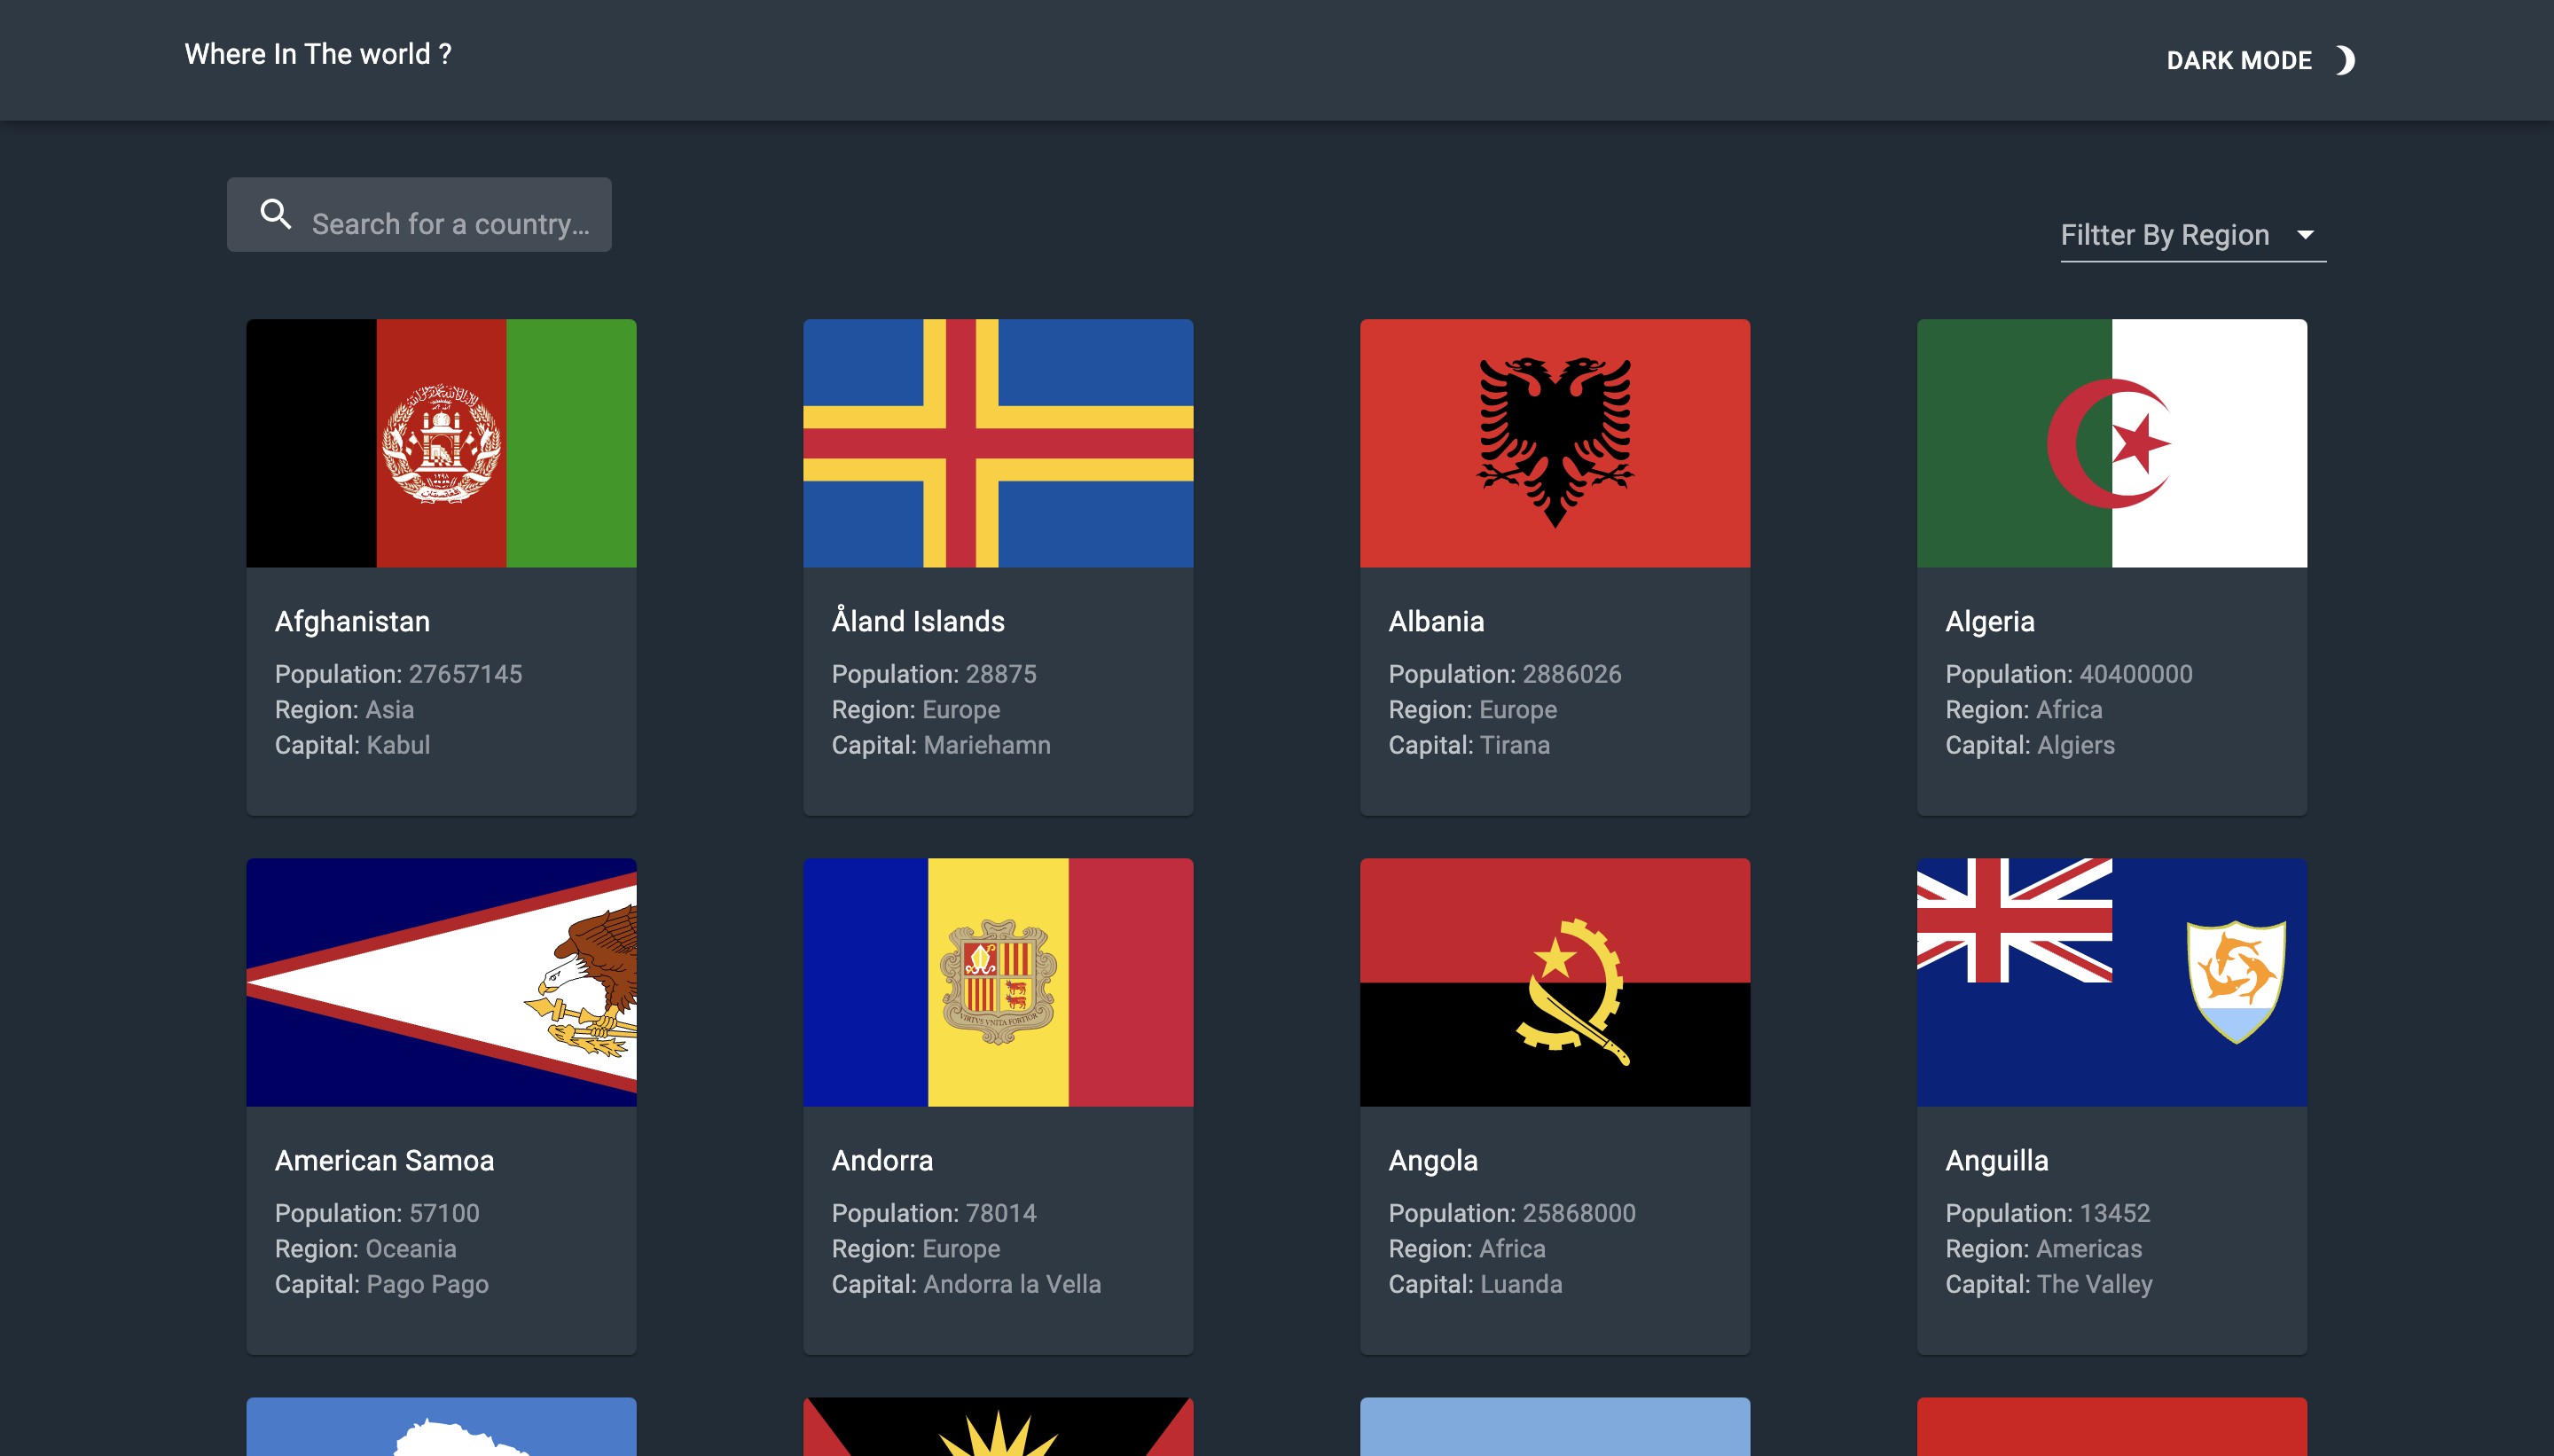 Where In The world ?
DARK MODE
Search for a country...
Filtter By Region
Afghanistan
Population: 27657145
Region: Asia
Capital: Kabul
Åland Islands
Population: 28875
Region: Europe
Capital: Mariehamn
Albania
Population: 2886026
Region: Europe
Capital: Tirana
Algeria
Population: 40400000
Region: Africa
Capital: Algiers
American Samoa
Population: 57100
Region: Oceania
Capital: Pago Pago
VIRTVS VNITA FORTIOR
Andorra
Population: 78014
Region: Europe
Capital: Andorra la Vella
Angola
Population: 25868000
Region: Africa
Capital: Luanda
Anguilla
Population: 13452
Region: Americas
Capital: The Valley